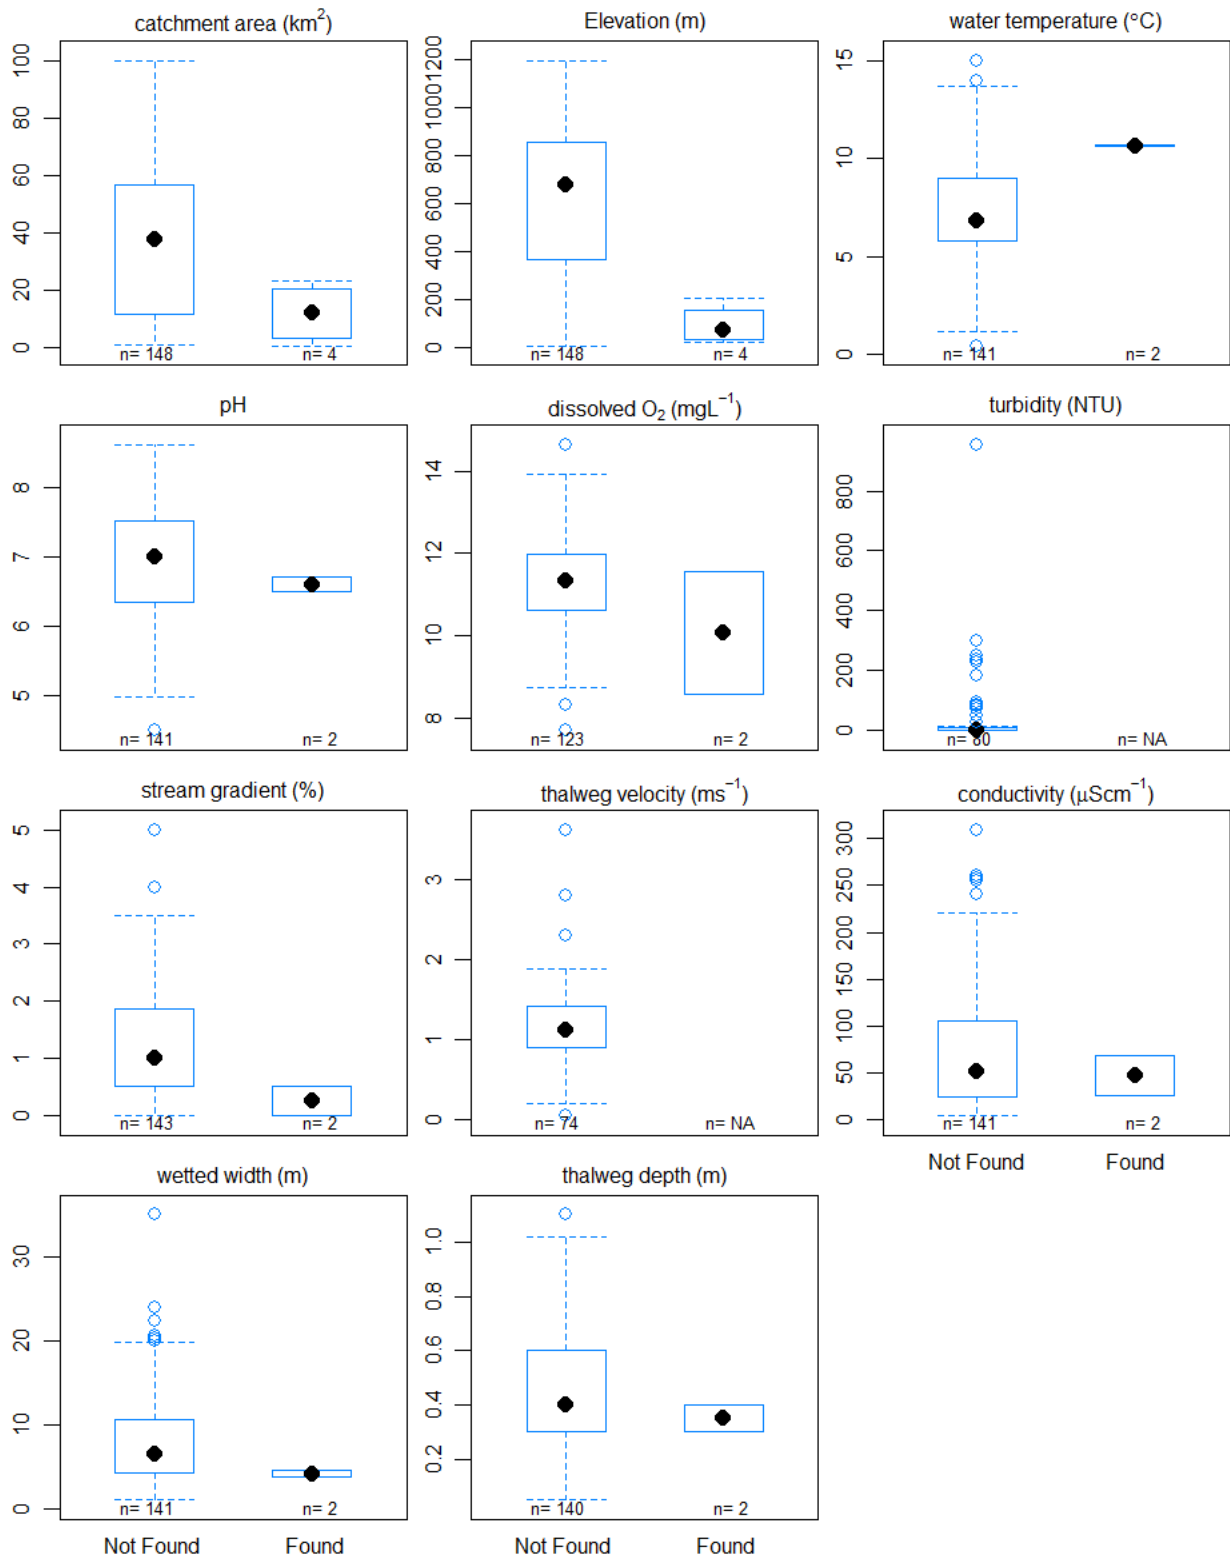 catchment area (km²)
100
80
60
40
20
0
n= 148
n= 4
Elevation (m)
1200
1000
800
600
400
200
0
n= 148
n= 4
water temperature (°C)
15
10
5
0
n= 141
n= 2
pH
8
7
6
5
n= 141
n= 2
dissolved O₂ (mgL⁻¹)
14
12
10
8
n= 123
n= 2
turbidity (NTU)
800
600
400
200
0
n= 80
n= NA
stream gradient (%)
5
4
3
2
1
0
n= 143
n= 2
thalweg velocity (ms⁻¹)
3
2
1
0
n= 74
n= NA
conductivity (μScm⁻¹)
300
250
200
150
100
50
0
n= 141
n= 2
Not Found Found
wetted width (m)
30
20
10
0
n= 141
n= 2
Not Found Found
thalweg depth (m)
1.0
0.8
0.6
0.4
0.2
n= 140
n= 2
Not Found Found